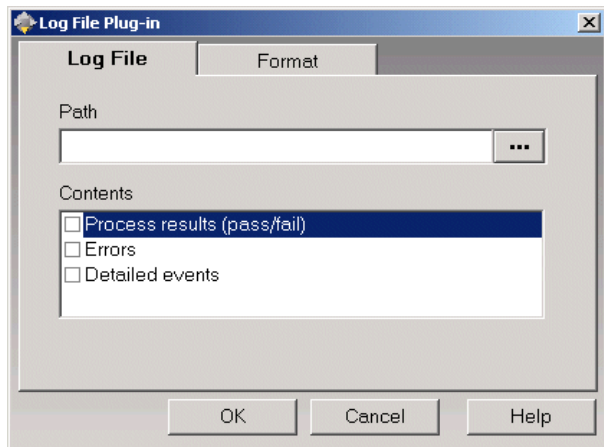 Log File Plug-in
Log File
Format
Path
...
Contents
Process results (pass/fail)
Errors
Detailed events
OK
Cancel
Help